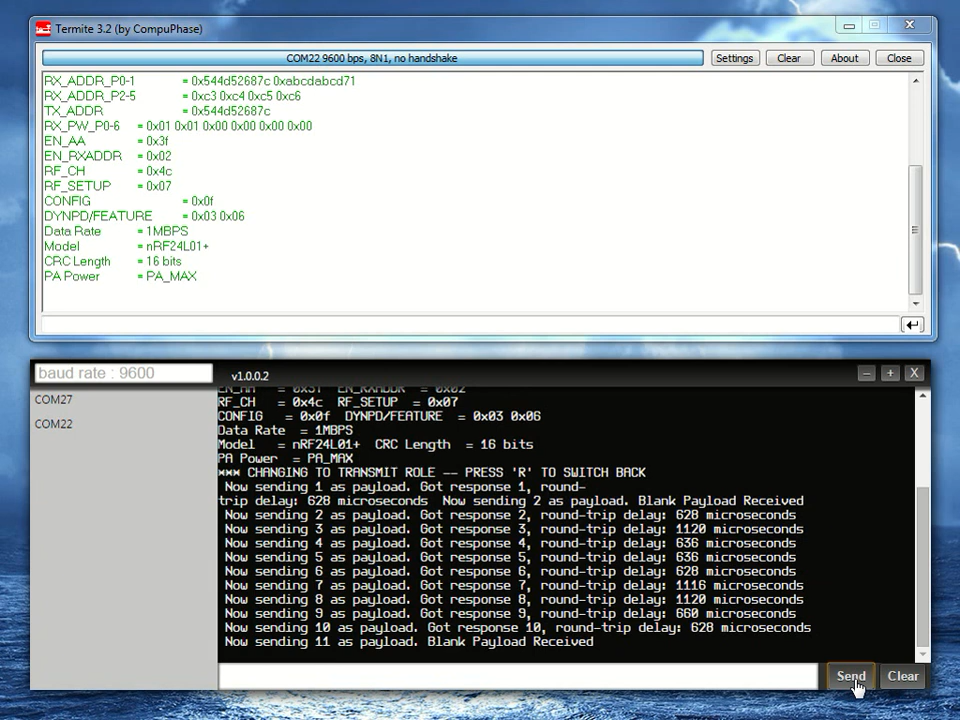 Termite 3.2 (by CompuPhase)
COM22 9600 bps, 8N1, no handshake
Settings
Clear
About
Close
RX_ADDR_P0-1 = 0x544d52687c 0xabcdabcd71
RX_ADDR_P2-5 = 0xc3 0xc4 0xc5 0xc6
TX_ADDR = 0x544d52687c
RX_PW_P0-6 = 0x01 0x01 0x00 0x00 0x00 0x00
EN_AA = 0x3f
EN_RXADDR = 0x02
RF_CH = 0x4c
RF_SETUP = 0x07
CONFIG = 0x0f
DYNPD/FEATURE = 0x03 0x06
Data Rate = 1MBPS
Model = nRF24L01+
CRC Length = 16 bits
PA Power = PA_MAX
baud rate : 9600
v1.0.0.2
COM27
COM22
EN_AA = 0x3f EN_RXADDR = 0x02
RF_CH = 0x4c RF_SETUP = 0x07
CONFIG = 0x0f DYNPD/FEATURE = 0x03 0x06
Data Rate = 1MBPS
Model = nRF24L01+ CRC Length = 16 bits
PA Power = PA_MAX
*** CHANGING TO TRANSMIT ROLE -- PRESS 'R' TO SWITCH BACK
Now sending 1 as payload. Got response 1, round-
trip delay: 628 microseconds Now sending 2 as payload. Blank Payload Received
Now sending 2 as payload. Got response 2, round-trip delay: 628 microseconds
Now sending 3 as payload. Got response 3, round-trip delay: 1120 microseconds
Now sending 4 as payload. Got response 4, round-trip delay: 636 microseconds
Now sending 5 as payload. Got response 5, round-trip delay: 636 microseconds
Now sending 6 as payload. Got response 6, round-trip delay: 628 microseconds
Now sending 7 as payload. Got response 7, round-trip delay: 1116 microseconds
Now sending 8 as payload. Got response 8, round-trip delay: 1120 microseconds
Now sending 9 as payload. Got response 9, round-trip delay: 660 microseconds
Now sending 10 as payload. Got response 10, round-trip delay: 628 microseconds
Now sending 11 as payload. Blank Payload Received
Send
Clear